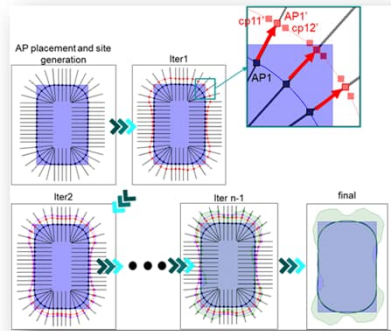 AP placement and site
generation
Iter1
cp11'
AP1'
cp12'
AP1
Iter2
Iter n-1
final